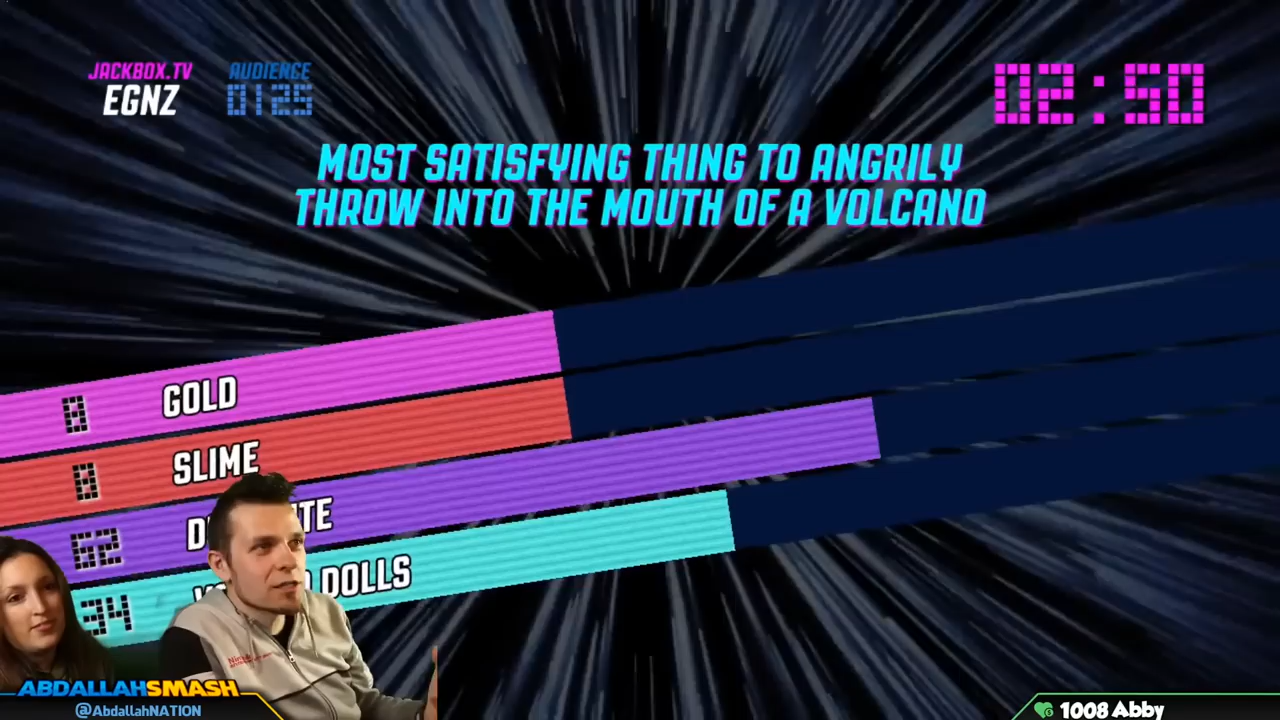 JACKBOX.TV
EGNZ
AUDIENCE
0125
02:50
MOST SATISFYING THING TO ANGRILY
THROW INTO THE MOUTH OF A VOLCANO
0 GOLD
0 SLIME
62
34 DOLLS
ABDALLAHSMASH
@AbdallahNATION
1008 Abby